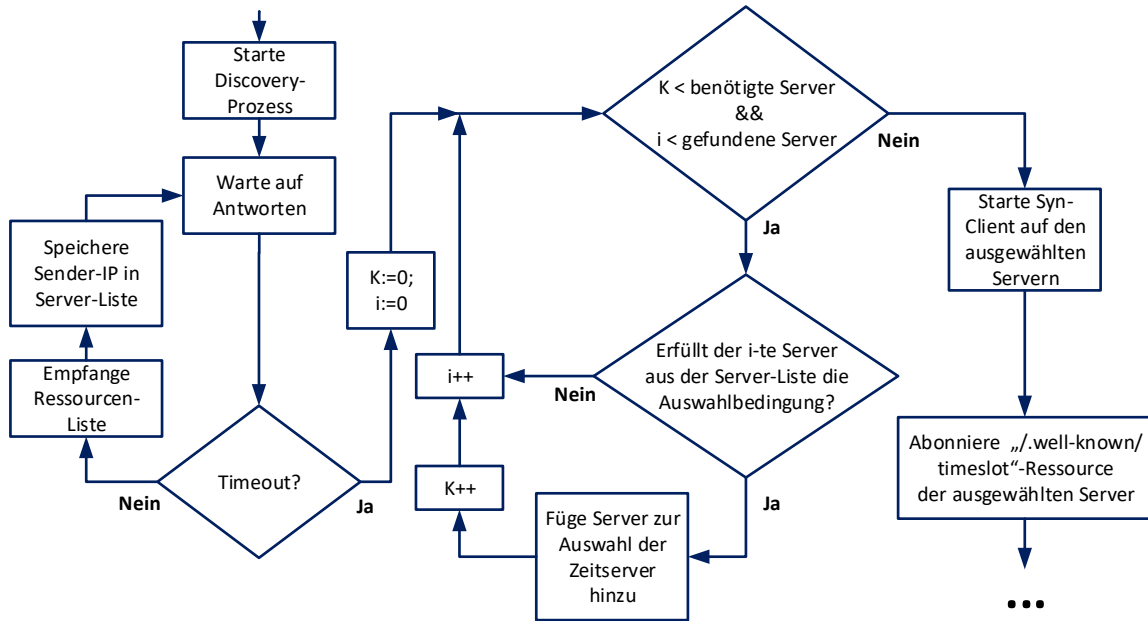 Starte
Discovery-
Prozess
Warte auf
Antworten
Speichere
Sender-IP in
Server-Liste
Empfange
Ressourcen-
Liste
Timeout?
Nein
Ja
K:=0;
i:=0
K < benötigte Server
&&
i < gefundene Server
Nein
Ja
Erfüllt der i-te Server
aus der Server-Liste die
Auswahlbedingung?
Nein
Ja
i++
K++
Füge Server zur
Auswahl der
Zeitserver
hinzu
Starte Syn-
Client auf den
ausgewählten
Servern
Abonniere „/.well-known/
timeslot“-Ressource
der ausgewählten Server
...